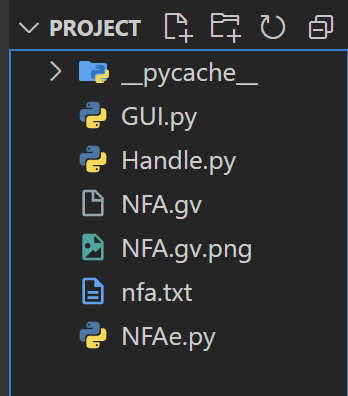 PROJECT
__pycache__
GUI.py
Handle.py
NFA.gv
NFA.gv.png
nfa.txt
NFAe.py